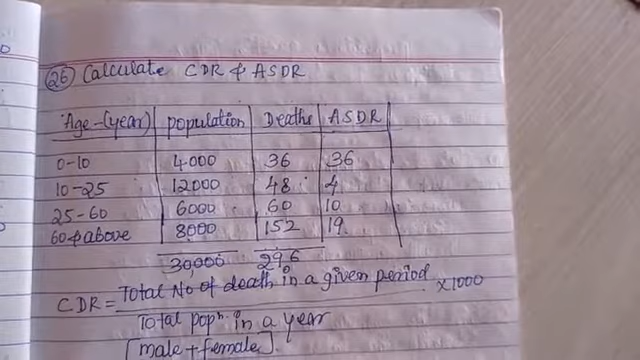 26 Calculate CDR & ASDR
Age-(year) population Deaths ASDR
0-10 4000 36 36
10-25 12000 48 4
25-60 6000 60 10
60 & above 8000 152 19
30,000 296
CDR = Total No of death in a given period x1000
Total popn. in a year
[male + female]